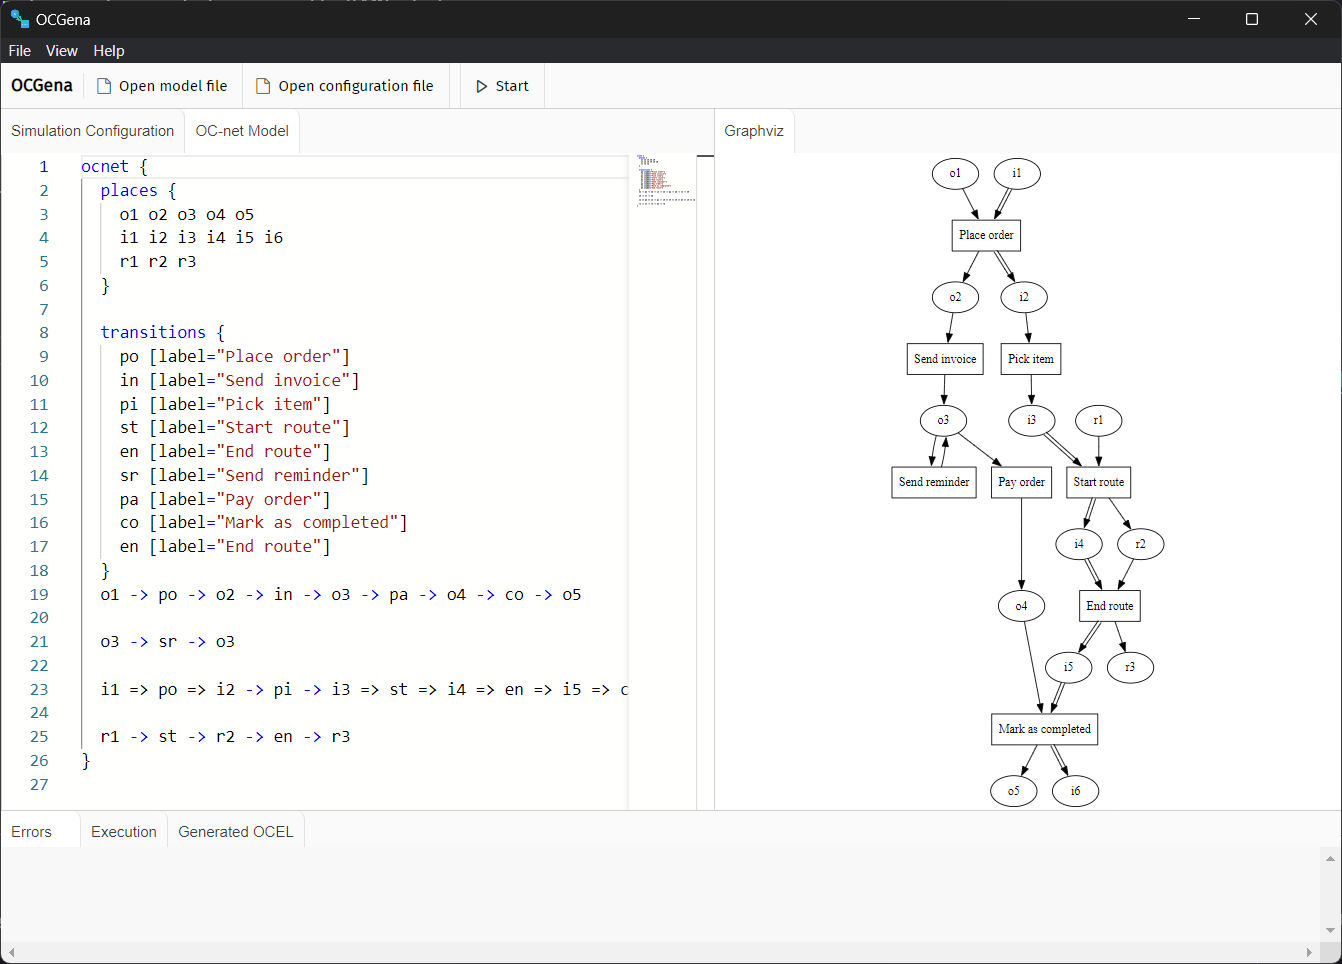 OCGena
File View Help
OCGena Open model file Open configuration file Start
Simulation Configuration OC-net Model
1 ocnet {
2 places {
3 o1 o2 o3 o4 o5
4 i1 i2 i3 i4 i5 i6
5 r1 r2 r3
6 }
7
8 transitions {
9 po [label="Place order"]
10 in [label="Send invoice"]
11 pi [label="Pick item"]
12 st [label="Start route"]
13 en [label="End route"]
14 sr [label="Send reminder"]
15 pa [label="Pay order"]
16 co [label="Mark as completed"]
17 en [label="End route"]
18 }
19 o1 -> po -> o2 -> in -> o3 -> pa -> o4 -> co -> o5
20
21 o3 -> sr -> o3
22
23 i1 => po => i2 -> pi -> i3 => st => i4 => en => i5 => c
24
25 r1 -> st -> r2 -> en -> r3
26 }
27
Graphviz
o1 i1
Place order
o2 i2
Send invoice Pick item
o3 i3 r1
Send reminder Pay order Start route
i4 r2
o4 End route
i5 r3
Mark as completed
o5 i6
Errors Execution Generated OCEL